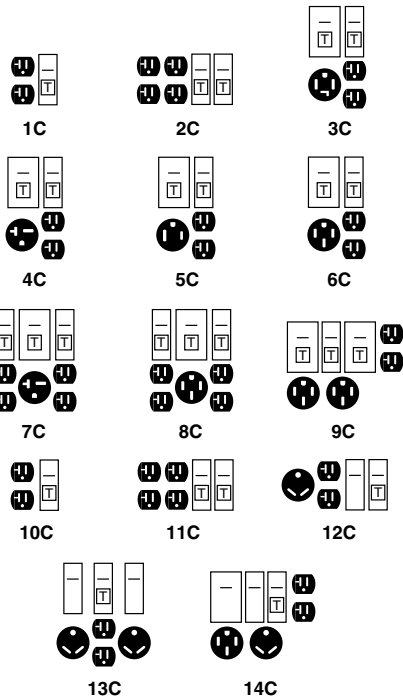 T T
T T T
1C 2C 3C
T T T T T T
4C 5C 6C
T T T T T T T T T
7C 8C 9C
T T T T
10C 11C 12C
T T
13C 14C